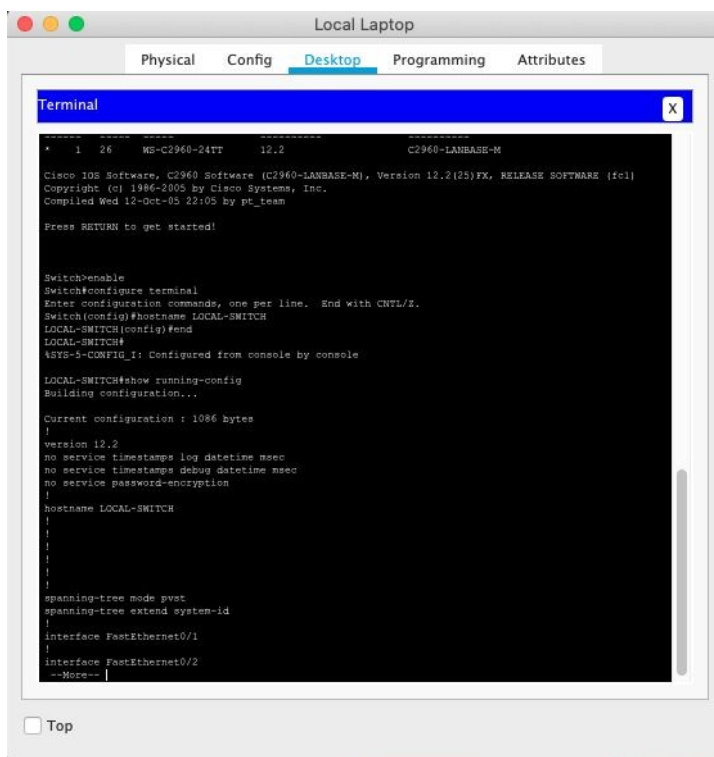 Local Laptop
Physical Config Desktop Programming Attributes
Terminal X
------ ----- ----- ---------- ----------
* 1 26 WS-C2960-24TT 12.2 C2960-LANBASE-M
Cisco IOS Software, C2960 Software (C2960-LANBASE-M), Version 12.2(25)FX, RELEASE SOFTWARE (fc1)
Copyright (c) 1986-2005 by Cisco Systems, Inc.
Compiled Wed 12-Oct-05 22:05 by pt_team
Press RETURN to get started!
Switch>enable
Switch#configure terminal
Enter configuration commands, one per line. End with CNTL/Z.
Switch(config)#hostname LOCAL-SWITCH
LOCAL-SWITCH(config)#end
LOCAL-SWITCH#
%SYS-5-CONFIG_I: Configured from console by console
LOCAL-SWITCH#show running-config
Building configuration...
Current configuration : 1086 bytes
!
version 12.2
no service timestamps log datetime msec
no service timestamps debug datetime msec
no service password-encryption
!
hostname LOCAL-SWITCH
!
!
!
!
!
!
spanning-tree mode pvst
spanning-tree extend system-id
!
interface FastEthernet0/1
!
interface FastEthernet0/2
--More--
Top